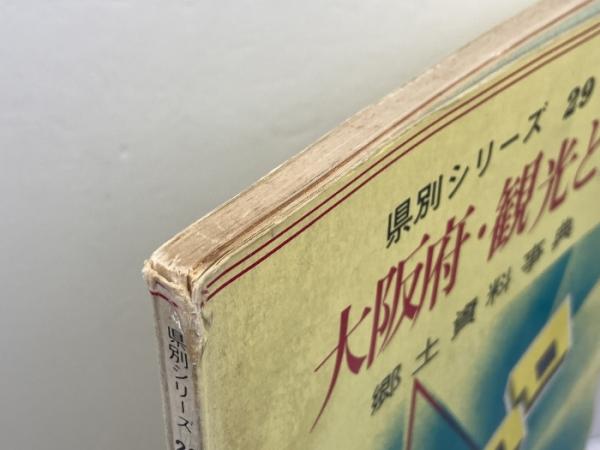 県別シリーズ 29
大阪府・観光と
郷土資料事典
県別シリーズ 2